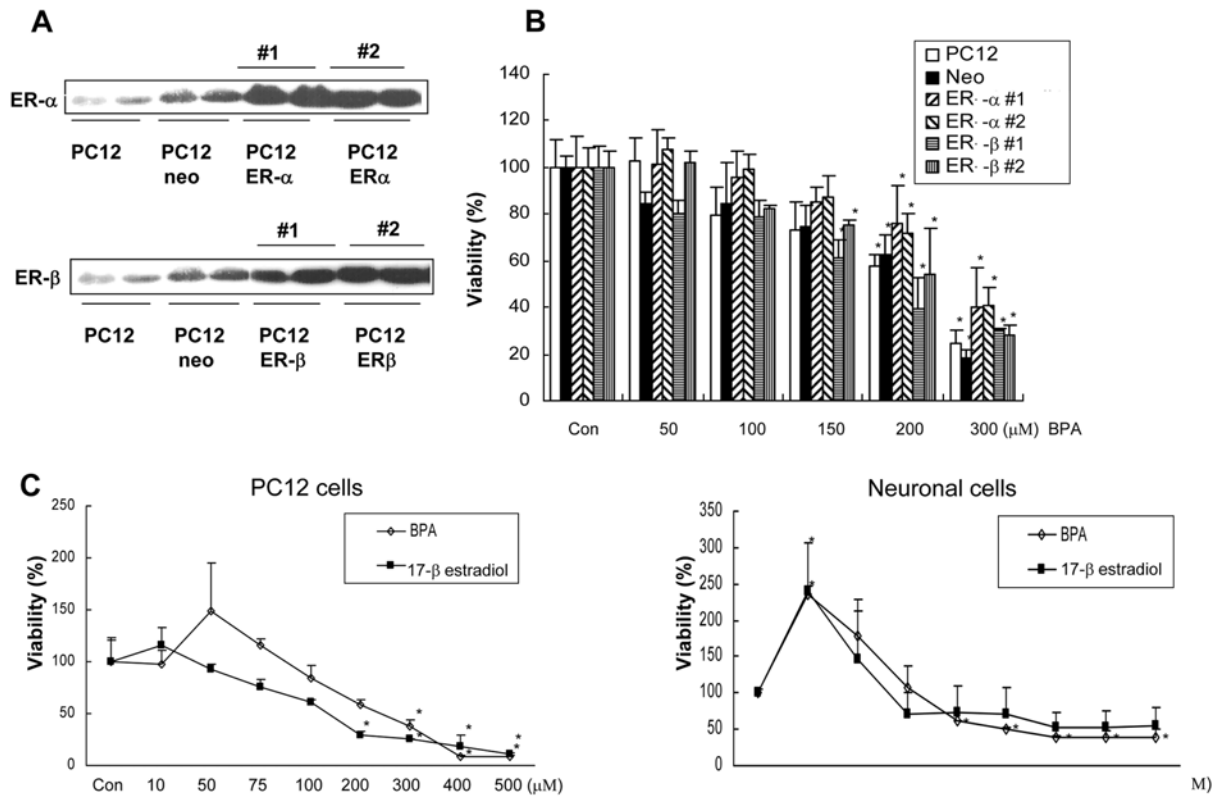 A
#1 #2
ER-α
PC12 PC12 PC12 PC12
neo ER-α ERα
#1 #2
ER-β
PC12 PC12 PC12 PC12
neo ER-β ERβ
B
PC12
Neo
ER·-α #1
ER·-α #2
ER·-β #1
ER·-β #2
Viability (%)
140
120
100
80
60
40
20
0
* * * * * * * * * * * * * *
Con 50 100 150 200 300 (μM) BPA
C
PC12 cells
BPA
17-β estradiol
Viability (%)
250
200
150
100
50
0
* * * * * * *
Con 10 50 75 100 200 300 400 500 (μM)
Neuronal cells
BPA
17-β estradiol
Viability (%)
350
300
250
200
150
100
50
0
* * * * * * *
M)